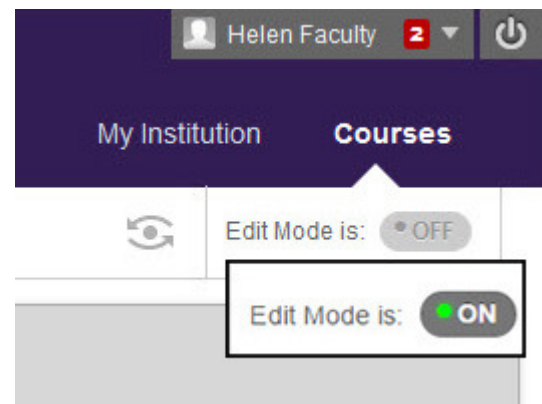 Helen Faculty 2
My Institution Courses
Edit Mode is: OFF
Edit Mode is: ON